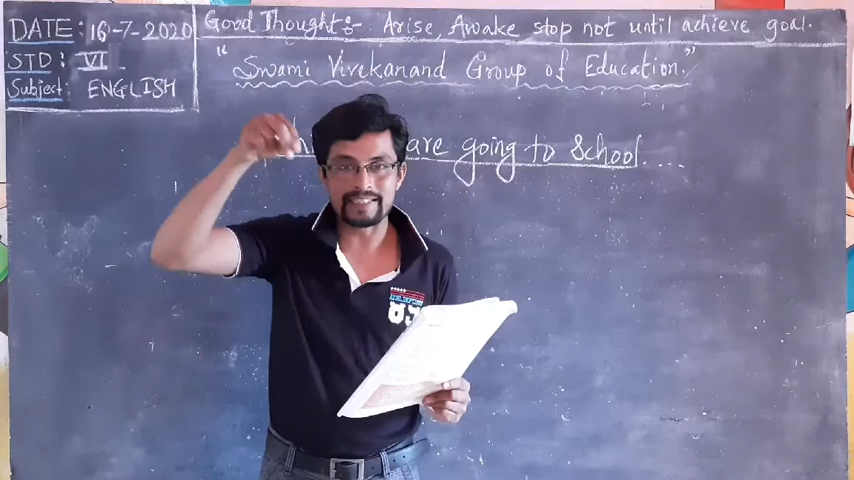 DATE: 16-7-2020
STD: VI
Subject: ENGLISH
Good Thought:- Arise, Awake stop not until achieve goal.
"Swami Vivekanand Group of Education."
are going to School....